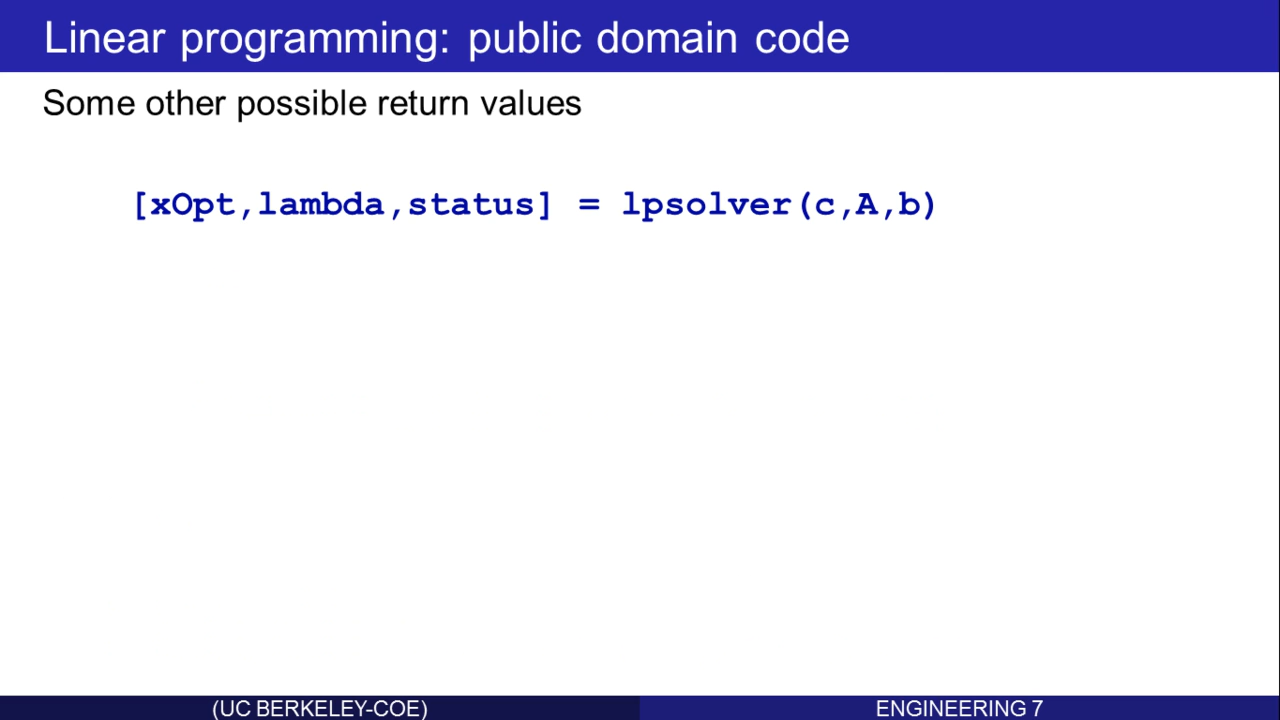 Linear programming: public domain code
Some other possible return values
[xOpt,lambda,status] = lpsolver(c,A,b)
(UC BERKELEY-COE)
ENGINEERING 7